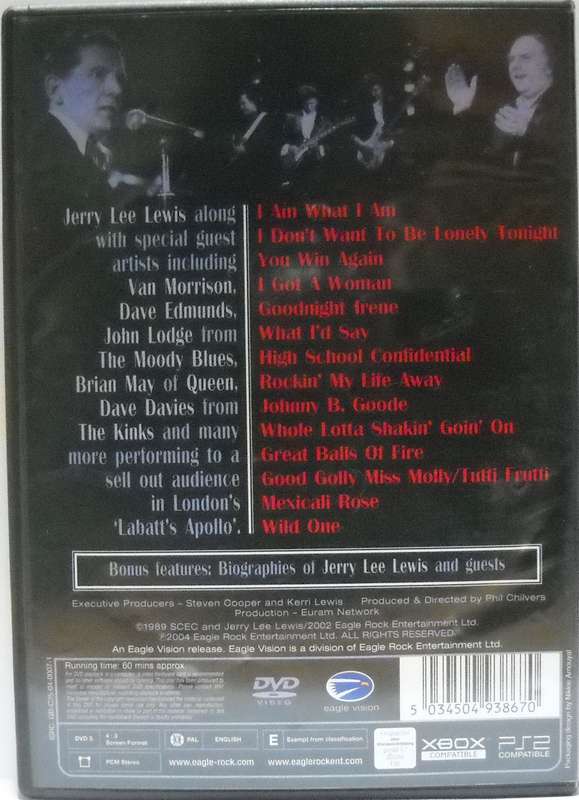 Jerry Lee Lewis along
with special guest
artists including
Van Morrison,
Dave Edmunds,
John Lodge from
The Moody Blues,
Brian May of Queen,
Dave Davies from
The Kinks and many
more performing to a
sell out audience
in London's
'Labatt's Apollo'.
I Am What I Am
I Don't Want To Be Lonely Tonight
You Win Again
I Got A Woman
Goodnight Irene
What I'd Say
High School Confidential
Rockin' My Life Away
Johnny B. Goode
Whole Lotta Shakin' Goin' On
Great Balls Of Fire
Good Golly Miss Molly/Tutti Frutti
Mexicali Rose
Wild One
Bonus features: Biographies of Jerry Lee Lewis and guests
Executive Producers - Steven Cooper and Kerri Lewis Produced & Directed by Phil Chilvers
Production - Euram Network
©1989 SCEC and Jerry Lee Lewis/2002 Eagle Rock Entertainment Ltd.
℗2004 Eagle Rock Entertainment Ltd. ALL RIGHTS RESERVED.
An Eagle Vision release. Eagle Vision is a division of Eagle Rock Entertainment Ltd.
Running time: 60 mins approx
DVD
VIDEO
eagle vision
5 034504 938670
DVD 5
4:3
Screen Format
PAL ENGLISH
E Exempt from classification
PCM Stereo
www.eagle-rock.com
www.eaglerockent.com
XBOX
COMPATIBLE
PS2
COMPATIBLE